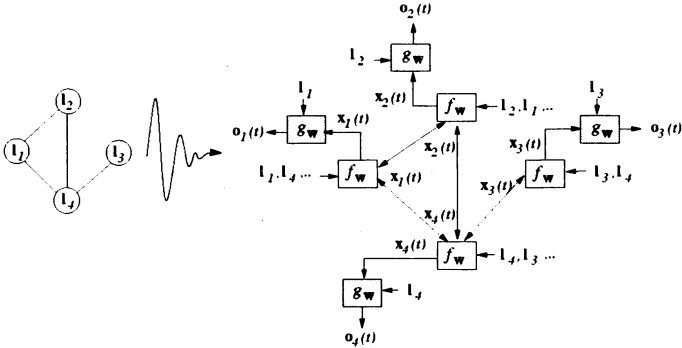 o2(t)
l2
gw
x2(t)
l2
l1
l3
l4
l1
gw
x1(t)
o1(t)
fw
l2, l1 ...
x2(t)
l3
gw
o3(t)
x3(t)
l1, l4 ...
fw
x1(t)
x3(t)
fw
l3, l4
x4(t)
x4(t)
fw
l4, l3 ...
gw
l4
o4(t)